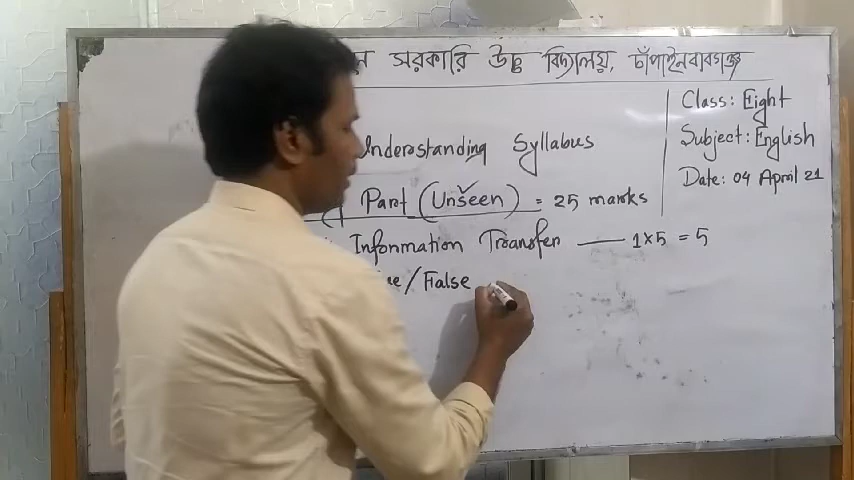 সরকারি উচ্চ বিদ্যালয়, চাঁপাইনবাবগঞ্জ
Class: Eight
Subject: English
Date: 04 April 21
Understanding Syllabus
Part (Unseen) = 25 marks
Information Transfer — 1×5 = 5
/False